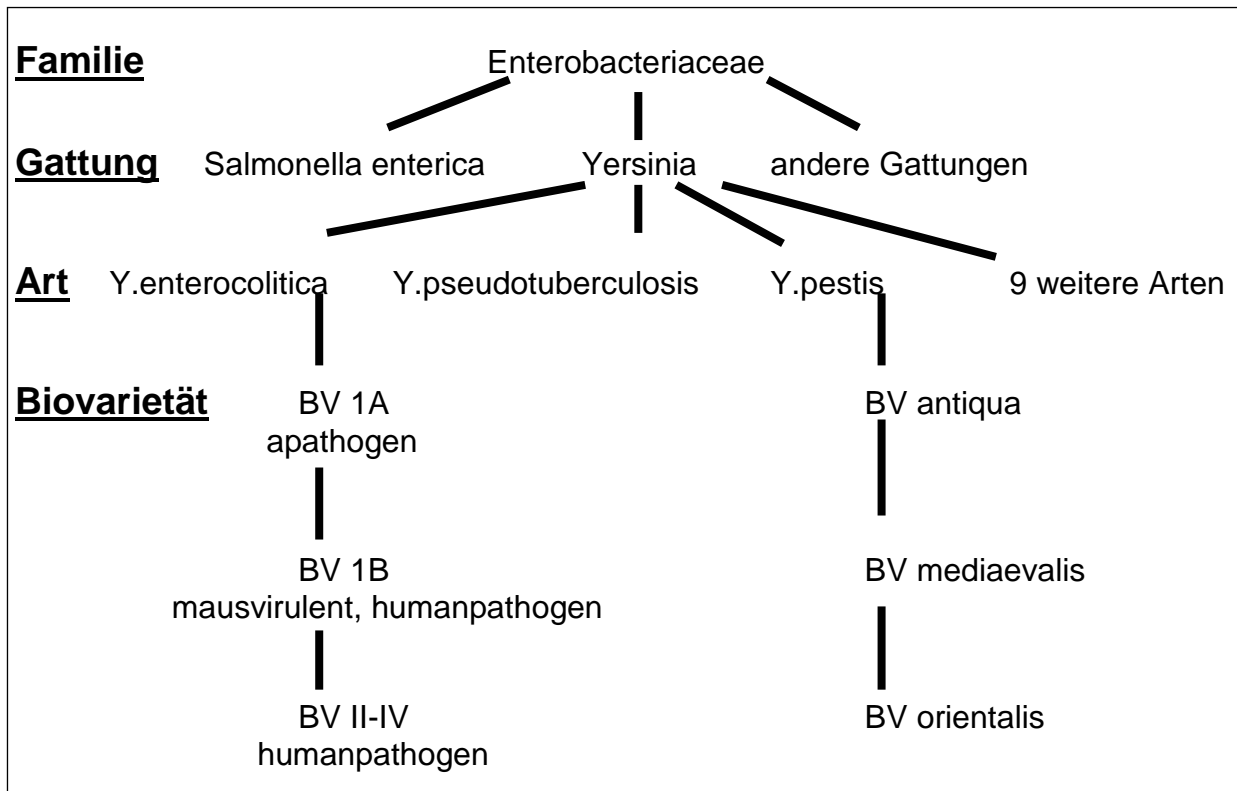 Familie Enterobacteriaceae
Gattung Salmonella enterica Yersinia andere Gattungen
Art Y.enterocolitica Y.pseudotuberculosis Y.pestis 9 weitere Arten
Biovarietät BV 1A BV antiqua
apathogen
BV 1B BV mediaevalis
mausvirulent, humanpathogen
BV II-IV BV orientalis
humanpathogen